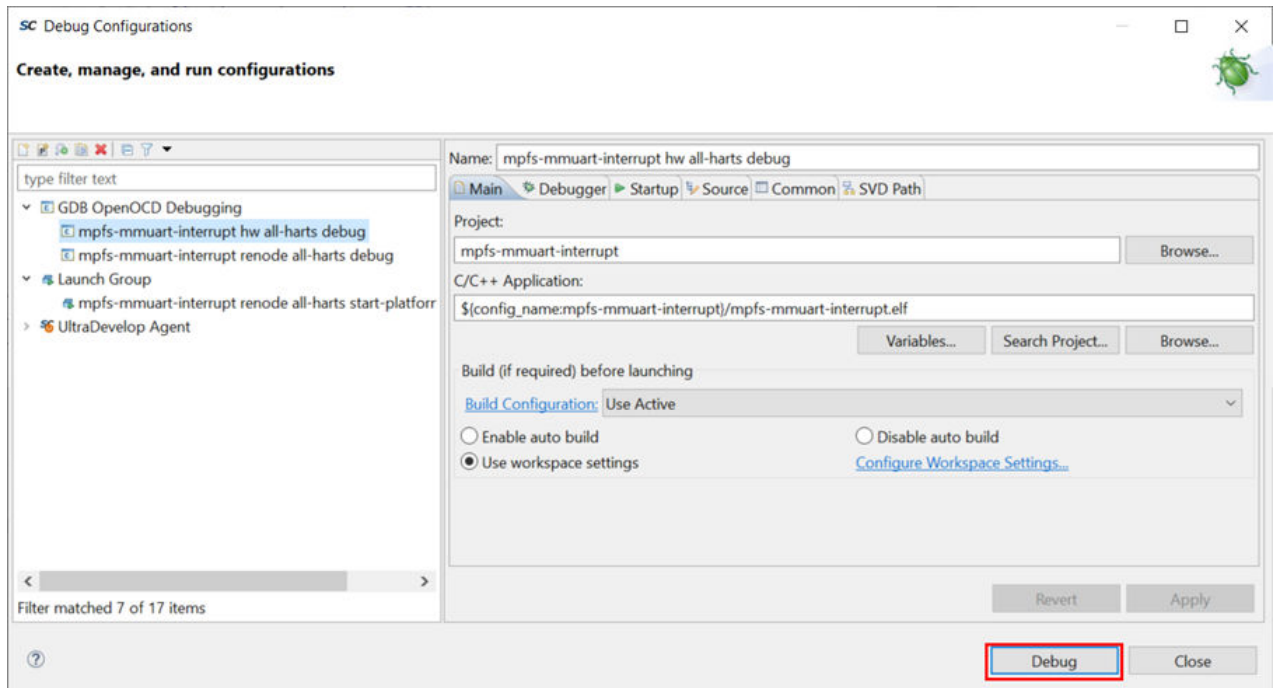 SC Debug Configurations
Create, manage, and run configurations
type filter text
GDB OpenOCD Debugging
mpfs-mmuart-interrupt hw all-harts debug
mpfs-mmuart-interrupt renode all-harts debug
Launch Group
mpfs-mmuart-interrupt renode all-harts start-platforr
UltraDevelop Agent
Filter matched 7 of 17 items
Name: mpfs-mmuart-interrupt hw all-harts debug
Main Debugger Startup Source Common SVD Path
Project:
mpfs-mmuart-interrupt Browse...
C/C++ Application:
${config_name:mpfs-mmuart-interrupt}/mpfs-mmuart-interrupt.elf
Variables... Search Project... Browse...
Build (if required) before launching
Build Configuration: Use Active
Enable auto build Disable auto build
Use workspace settings Configure Workspace Settings...
Revert Apply
? Debug Close